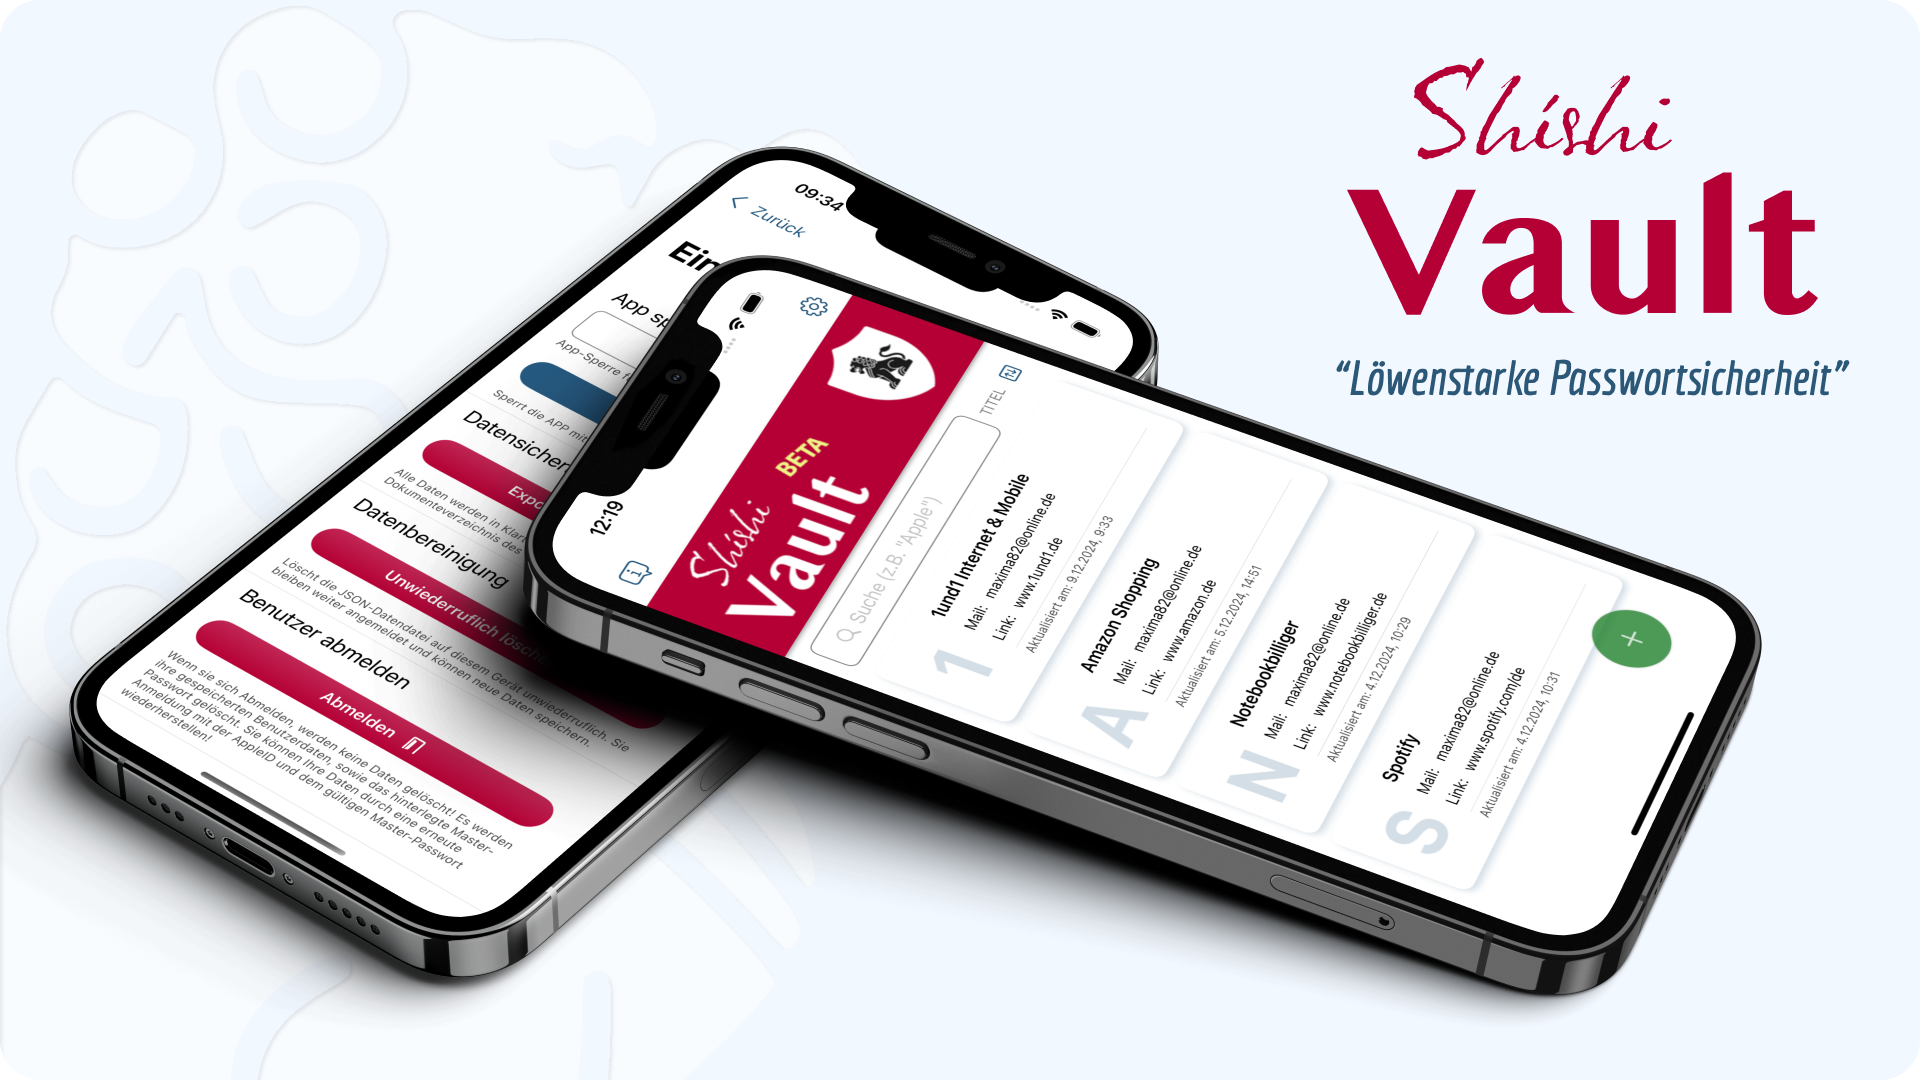 Shishi
Vault
“Löwenstarke Passwortsicherheit”
09:34
Zurück
Ein
App sp
App-Sperre f
Sperrt die APP mit
Datensicher
Expo
Alle Daten werden in Klar
Dokumenteverzeichnis des
Datenbereinigung
Unwiederruflich lösche
Löscht die JSON-Datendatei auf diesem Gerät unwiederruflich. Sie
bleiben weiter angemeldet und können neue Daten speichern.
Benutzer abmelden
Abmelden
Wenn sie sich Abmelden, werden keine Daten gelöscht! Es werden
ihre gespeicherten Benutzerdaten, sowie das hinterlegte Master-
Passwort gelöscht. Sie können Ihre Daten durch eine erneute
Anmeldung mit der AppleID und dem gültigen Master-Passwort
wiederherstellen!
12:19
Shishi
Vault
BETA
Suche (z.B. "Apple")
TITEL
1
1und1 Internet & Mobile
Mail: maxima82@online.de
Link: www.1und1.de
Aktualisiert am: 9.12.2024, 9:33
A
Amazon Shopping
Mail: maxima82@online.de
Link: www.amazon.de
Aktualisiert am: 5.12.2024, 14:51
N
Notebookbilliger
Mail: maxima82@online.de
Link: www.notebookbilliger.de
Aktualisiert am: 4.12.2024, 10:29
S
Spotify
Mail: maxima82@online.de
Link: www.spotify.com/de
Aktualisiert am: 4.12.2024, 10:31